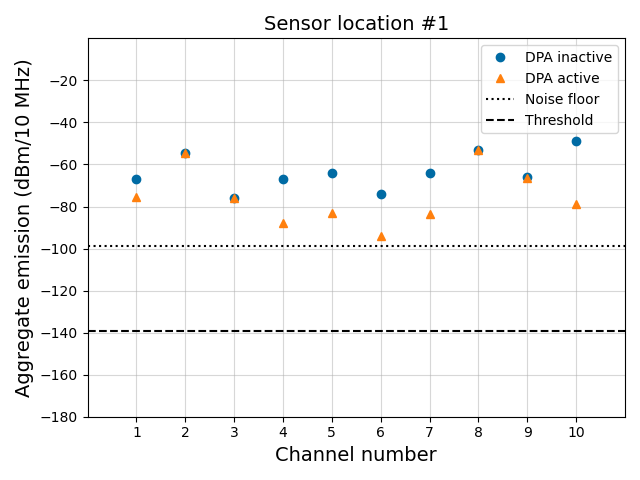 Sensor location #1
DPA inactive
DPA active
Noise floor
Threshold
Aggregate emission (dBm/10 MHz)
−20
−40
−60
−80
−100
−120
−140
−160
−180
1 2 3 4 5 6 7 8 9 10
Channel number